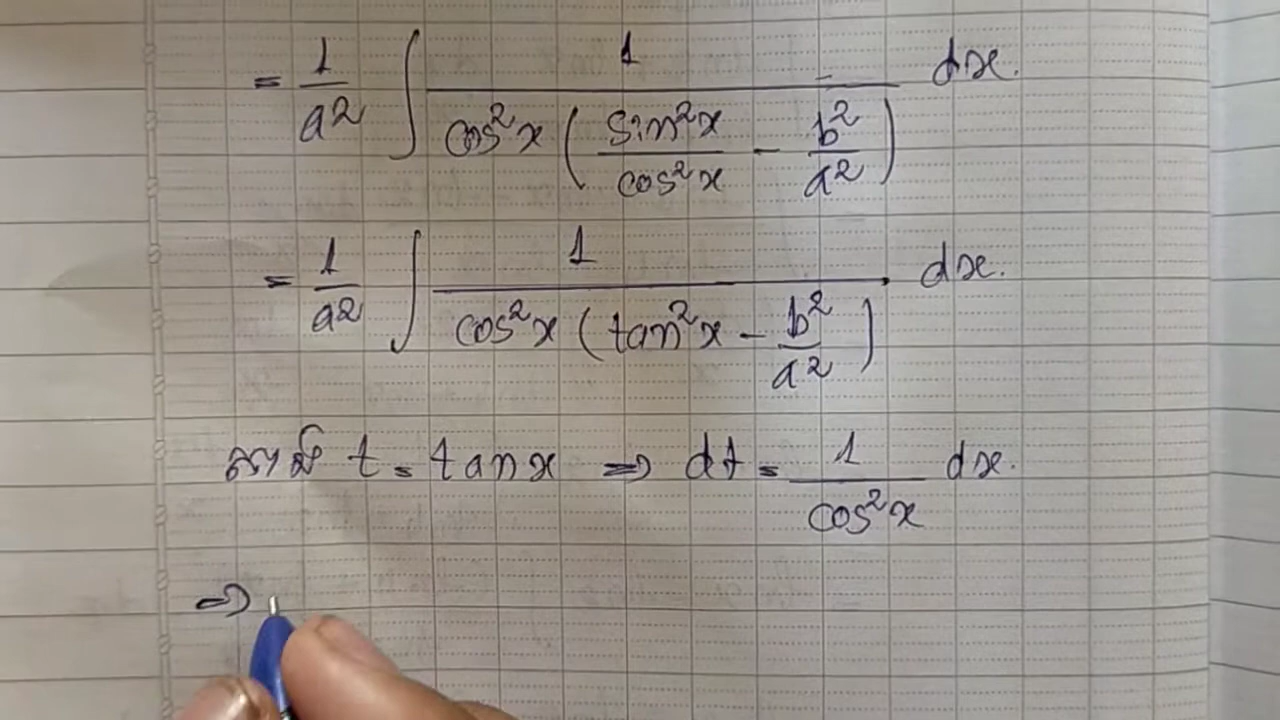 = 1/a² ∫ 1/(cos²x (sin²x/cos²x - b²/a²)) dx.
= 1/a² ∫ 1/(cos²x (tan²x - b²/a²)) dx.
t = tanx ⇒ dt = 1/cos²x dx.
⇒